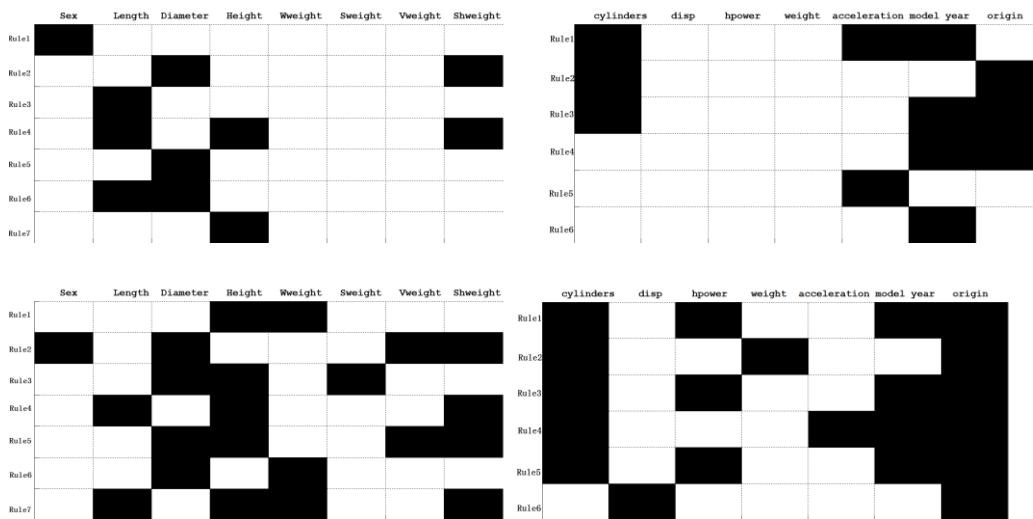 Sex Length Diameter Height Wweight Sweight Vweight Shweight
Rule1
Rule2
Rule3
Rule4
Rule5
Rule6
Rule7
cylinders disp hpower weight acceleration model year origin
Rule1
Rule2
Rule3
Rule4
Rule5
Rule6
Sex Length Diameter Height Wweight Sweight Vweight Shweight
Rule1
Rule2
Rule3
Rule4
Rule5
Rule6
Rule7
cylinders disp hpower weight acceleration model year origin
Rule1
Rule2
Rule3
Rule4
Rule5
Rule6